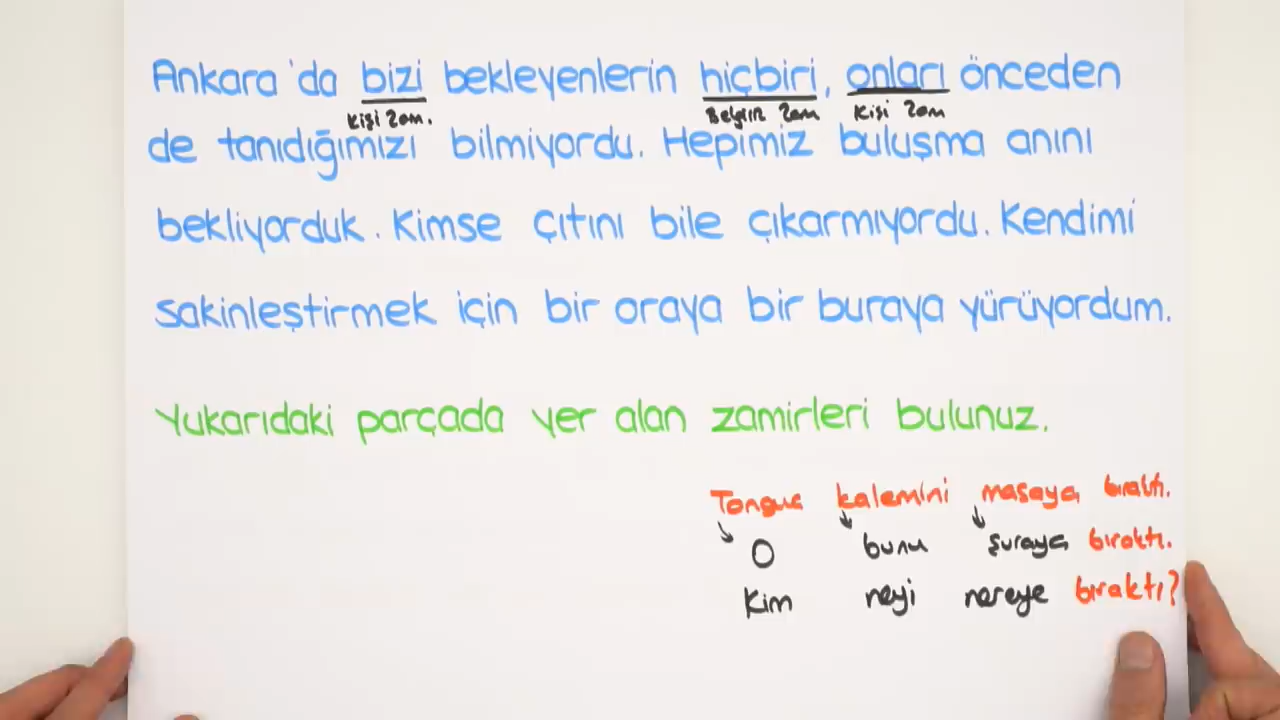 Ankara'da bizi bekleyenlerin hiçbiri, onları önceden
Kişi Zam. Belgsiz Zam Kişi Zam
de tanıdığımızı bilmiyordu. Hepimiz buluşma anını
bekliyorduk. Kimse çıtını bile çıkarmıyordu. Kendimi
sakinleştirmek için bir oraya bir buraya yürüyordum.
Yukarıdaki parçada yer alan zamirleri bulunuz.
Tonguç kalemini masaya bıraktı.
O bunu şuraya bıraktı.
Kim neyi nereye bıraktı?